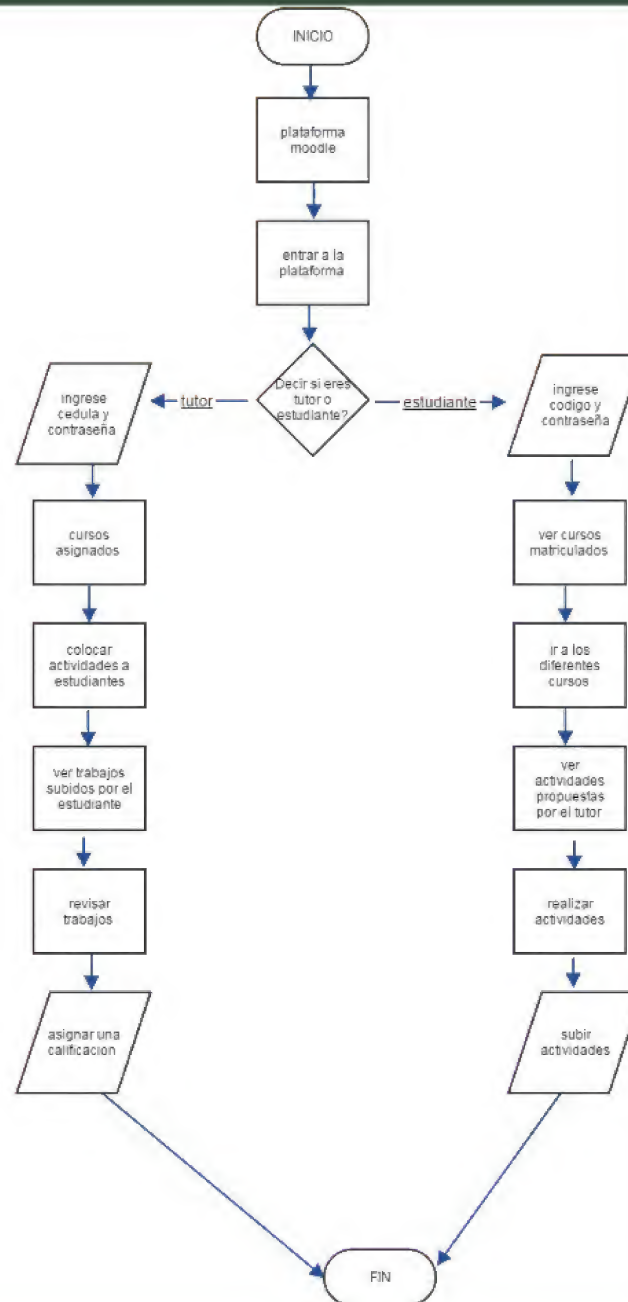 INICIO
plataforma
moodle
entrar a la
plataforma
Decir si eres
tutor o
estudiante?
tutor
ingrese
cedula y
contraseña
cursos
asignados
colocar
actividades a
estudiantes
ver trabajos
subidos por el
estudiante
revisar
trabajos
asignar una
calificacion
estudiante
ingrese
codigo y
contraseña
ver cursos
matriculados
ir a los
diferentes
cursos
ver
actividades
propuestas
por el tutor
realizar
actividades
subir
actividades
FIN